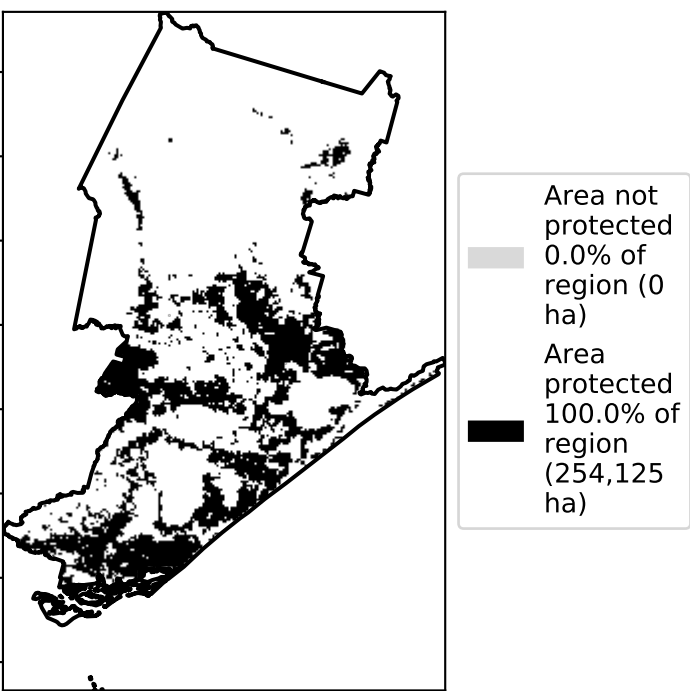 Area not
protected
0.0% of
region (0
ha)
Area
protected
100.0% of
region
(254,125
ha)